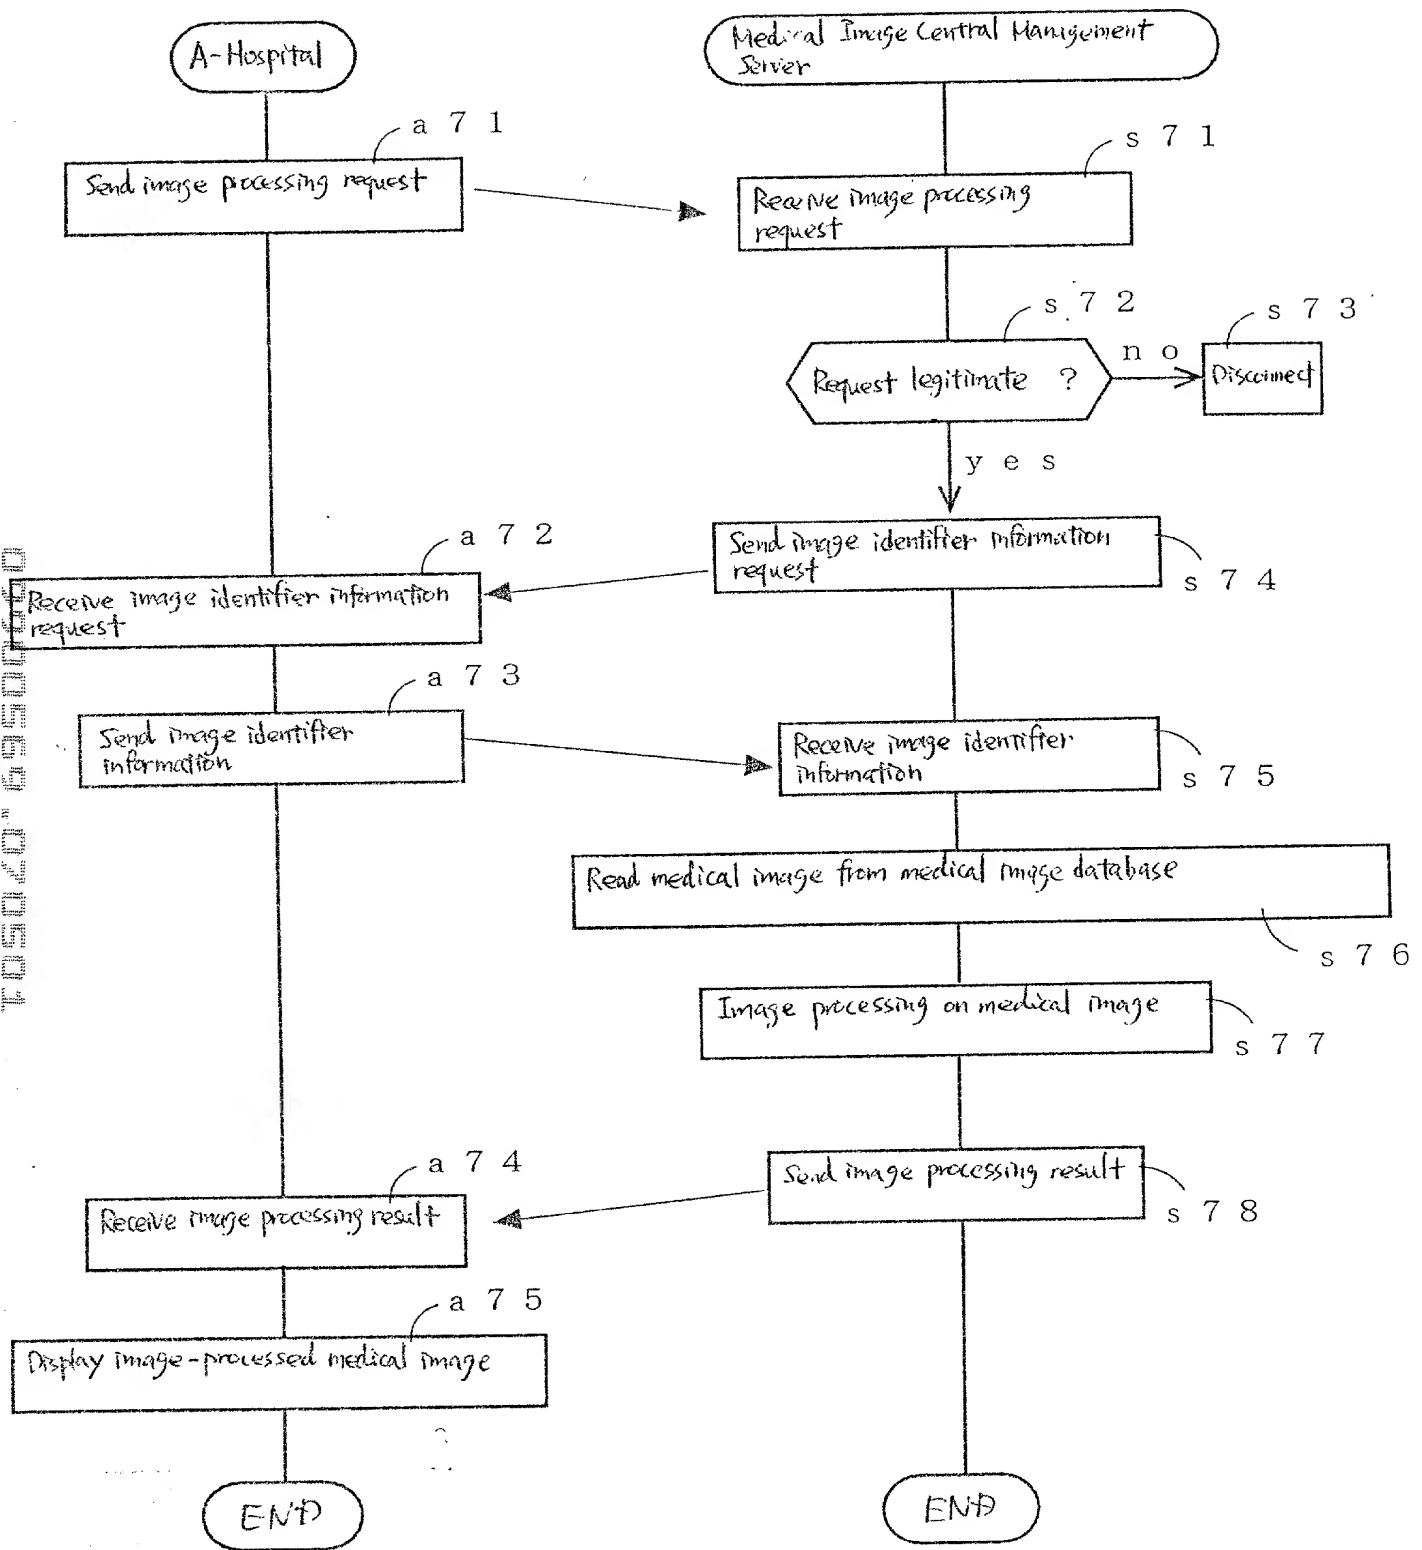 A-Hospital
Medical Image Central Management
Server
a 7 1
s 7 1
Send image processing request
Receive image processing
request
s 7 2
s 7 3
Request legitimate ?
n o
Disconnect
y e s
a 7 2
Send image identifier information
request
s 7 4
Receive image identifier information
request
a 7 3
Send image identifier
information
Receive image identifier
information
s 7 5
Read medical image from medical image database
s 7 6
Image processing on medical image
s 7 7
a 7 4
Send image processing result
s 7 8
Receive image processing result
a 7 5
Display image-processed medical image
END
END